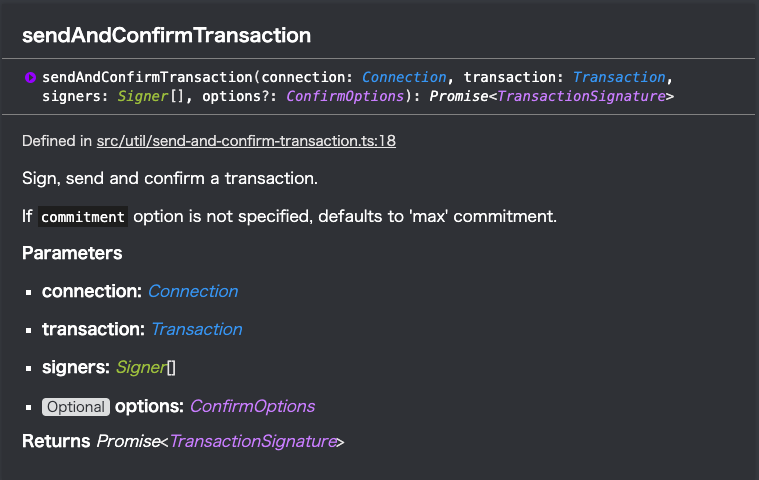 sendAndConfirmTransaction
sendAndConfirmTransaction(connection: Connection, transaction: Transaction,
signers: Signer[], options?: ConfirmOptions): Promise<TransactionSignature>
Defined in src/util/send-and-confirm-transaction.ts:18
Sign, send and confirm a transaction.
If commitment option is not specified, defaults to 'max' commitment.
Parameters
connection: Connection
transaction: Transaction
signers: Signer[]
Optional options: ConfirmOptions
Returns Promise<TransactionSignature>